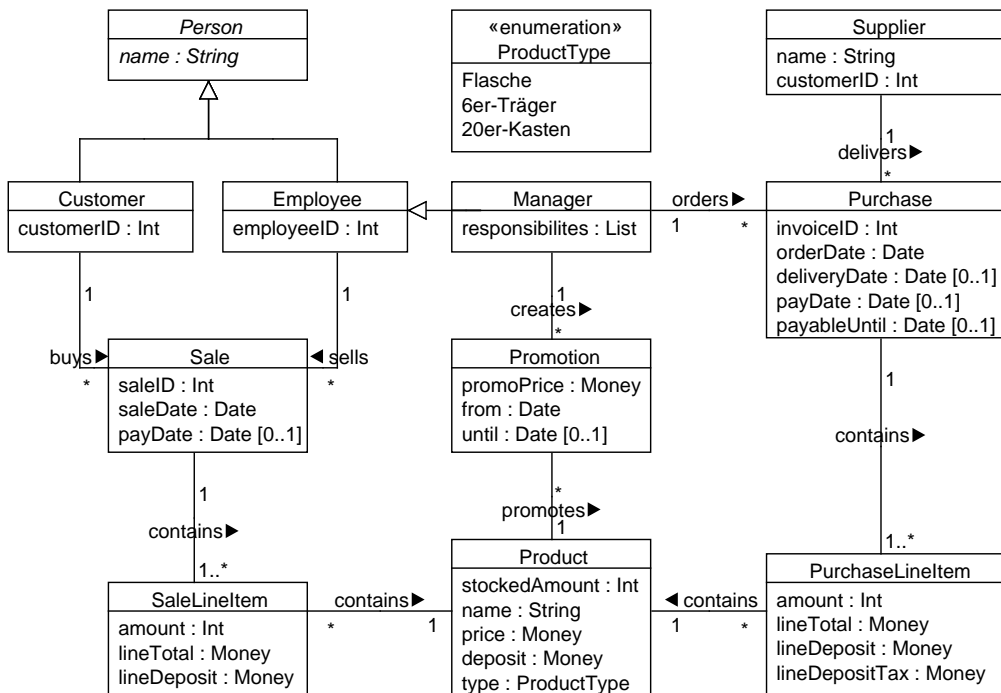 Person
name : String
«enumeration»
ProductType
Flasche
6er-Träger
20er-Kasten
Supplier
name : String
customerID : Int
1
delivers
*
Customer
customerID : Int
Employee
employeeID : Int
Manager
responsibilites : List
orders
1
*
Purchase
invoiceID : Int
orderDate : Date
deliveryDate : Date [0..1]
payDate : Date [0..1]
payableUntil : Date [0..1]
1
1
1
creates
*
buys
*
sells
*
Sale
saleID : Int
saleDate : Date
payDate : Date [0..1]
Promotion
promoPrice : Money
from : Date
until : Date [0..1]
1
contains
1..*
1
contains
1..*
*
promotes
1
SaleLineItem
amount : Int
lineTotal : Money
lineDeposit : Money
contains
*
1
Product
stockedAmount : Int
name : String
price : Money
deposit : Money
type : ProductType
contains
1
*
PurchaseLineItem
amount : Int
lineTotal : Money
lineDeposit : Money
lineDepositTax : Money